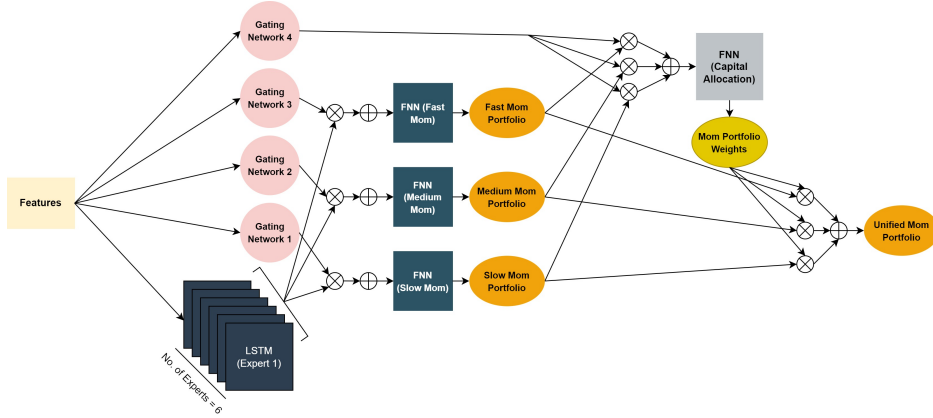 Gating
Network 4
Gating
Network 3
Gating
Network 2
Gating
Network 1
Features
LSTM
(Expert 1)
No. of Experts = 6
FNN (Fast
Mom)
FNN
(Medium
Mom)
FNN
(Slow Mom)
Fast Mom
Portfolio
Medium Mom
Portfolio
Slow Mom
Portfolio
FNN
(Capital
Allocation)
Mom Portfolio
Weights
Unified Mom
Portfolio